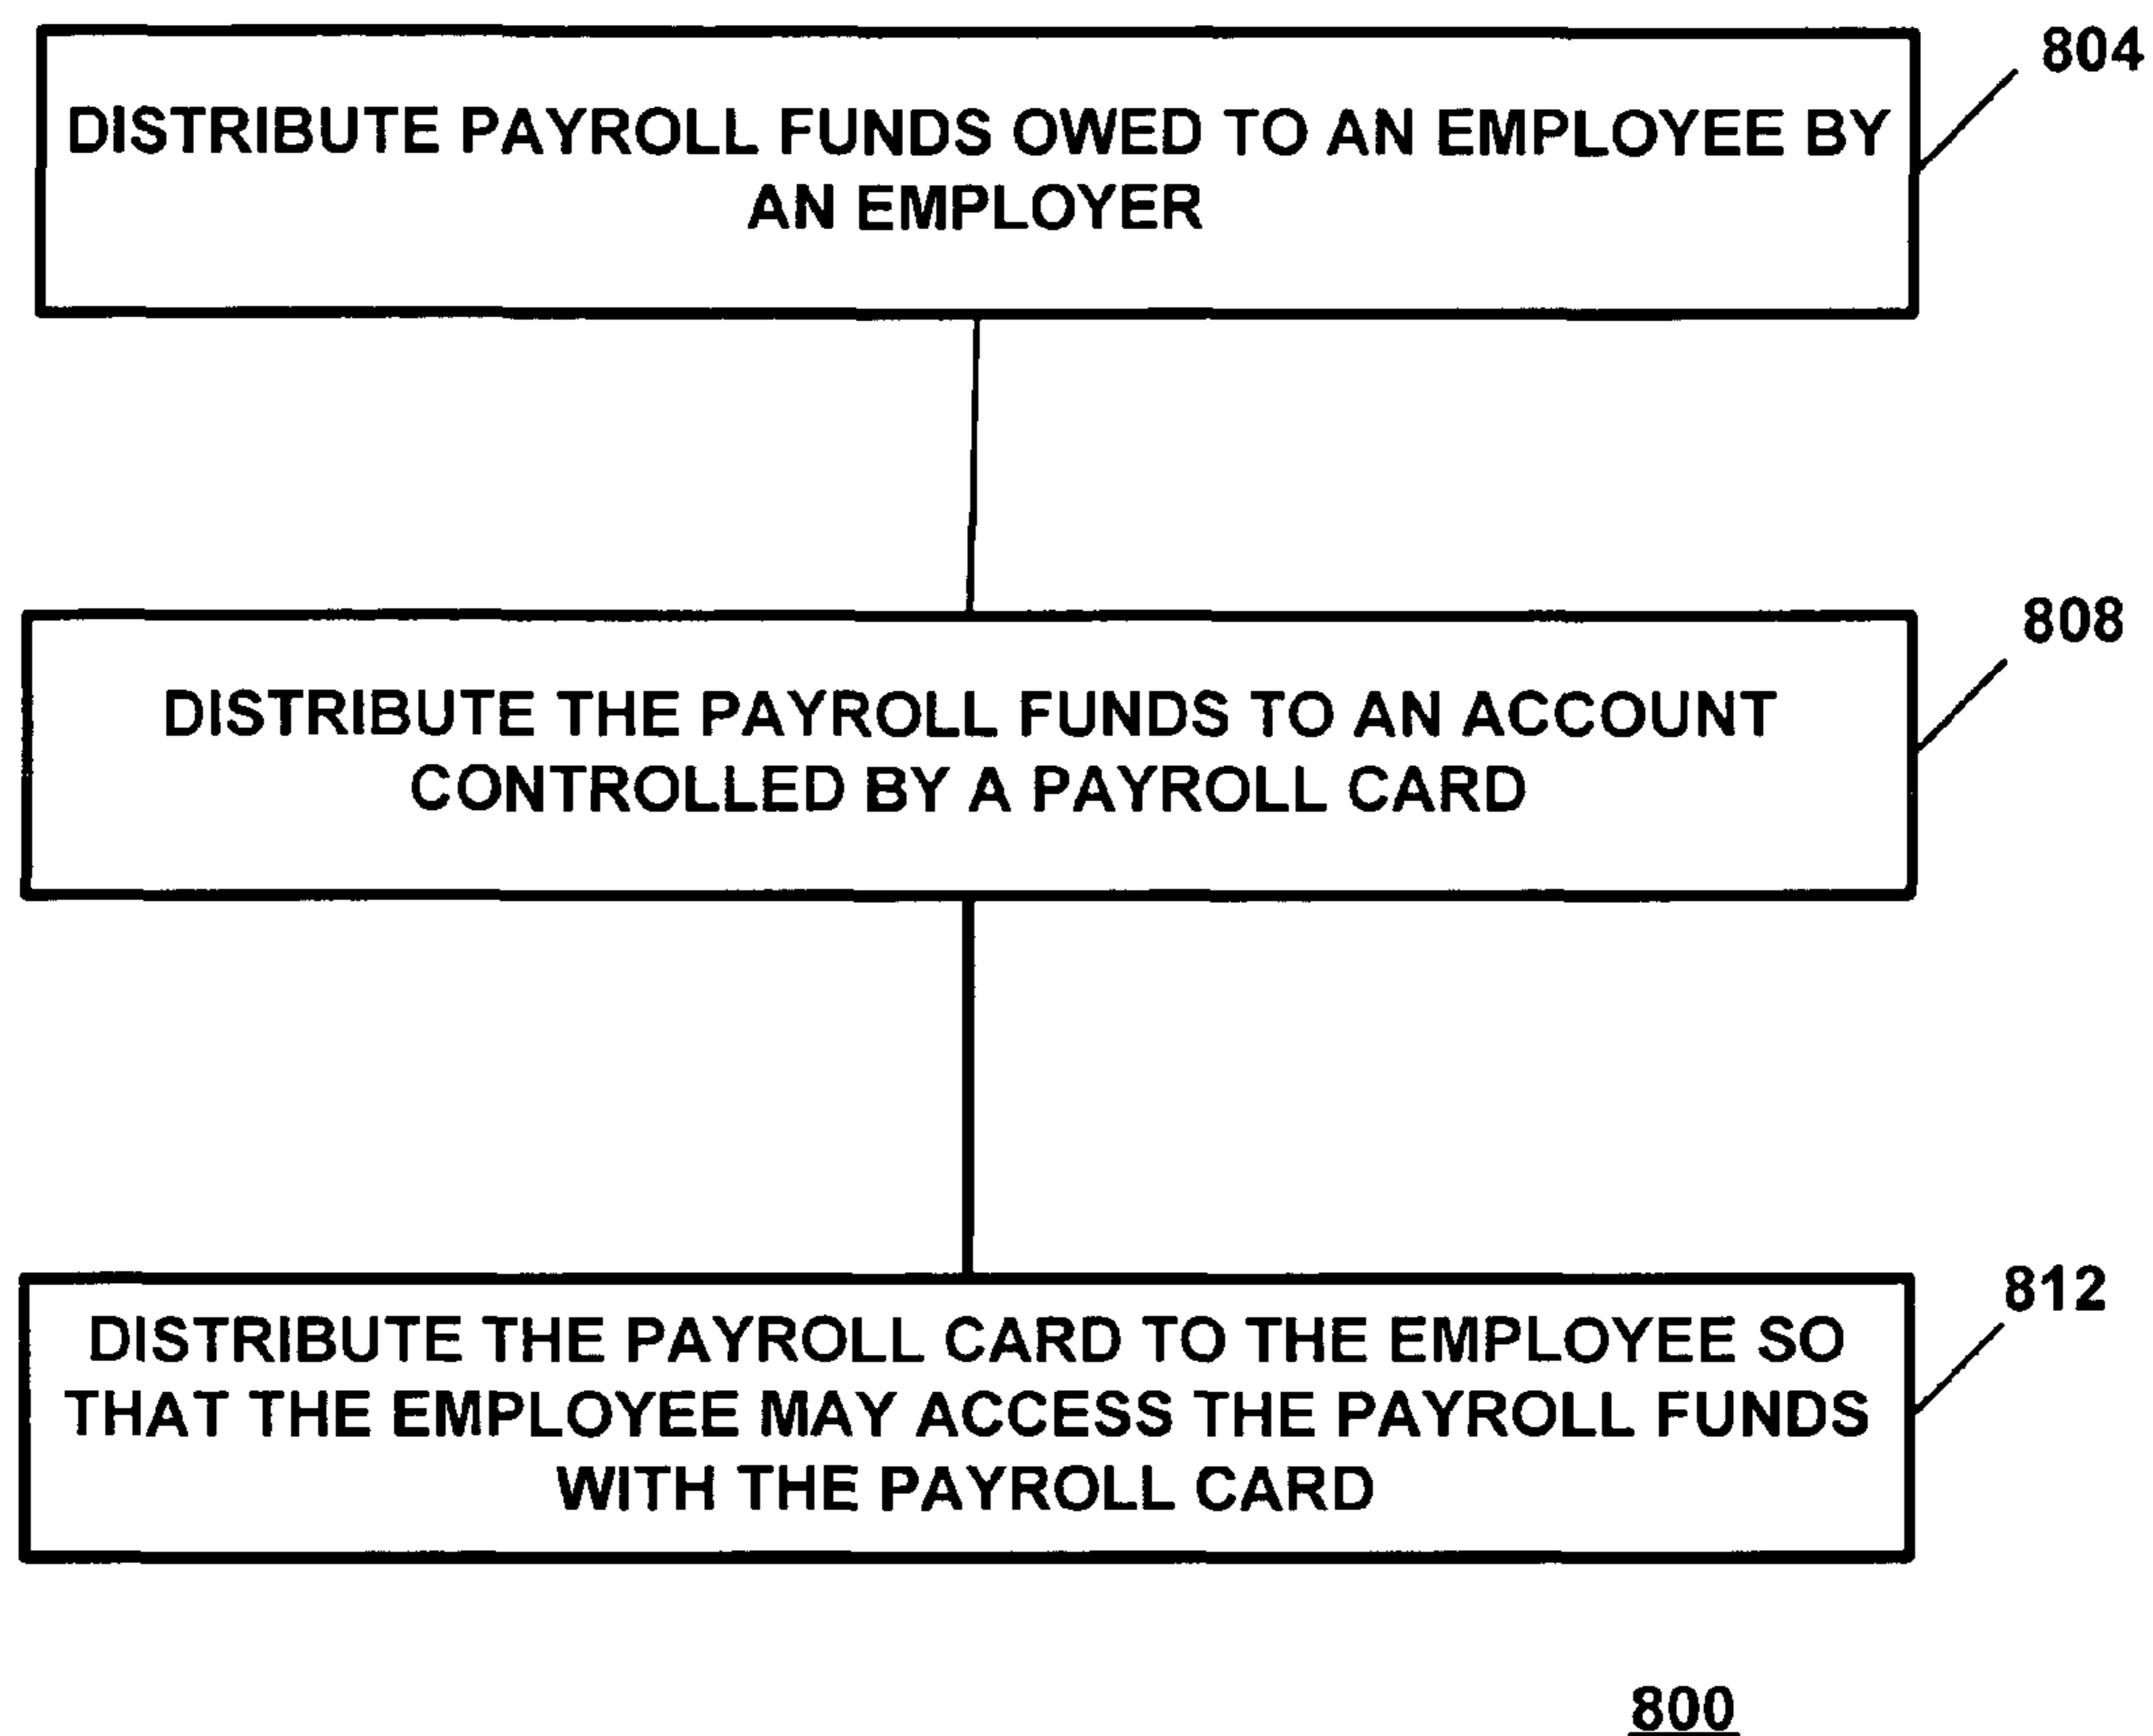 804
DISTRIBUTE PAYROLL FUNDS OWED TO AN EMPLOYEE BY
AN EMPLOYER
808
DISTRIBUTE THE PAYROLL FUNDS TO AN ACCOUNT
CONTROLLED BY A PAYROLL CARD
812
DISTRIBUTE THE PAYROLL CARD TO THE EMPLOYEE SO
THAT THE EMPLOYEE MAY ACCESS THE PAYROLL FUNDS
WITH THE PAYROLL CARD
800